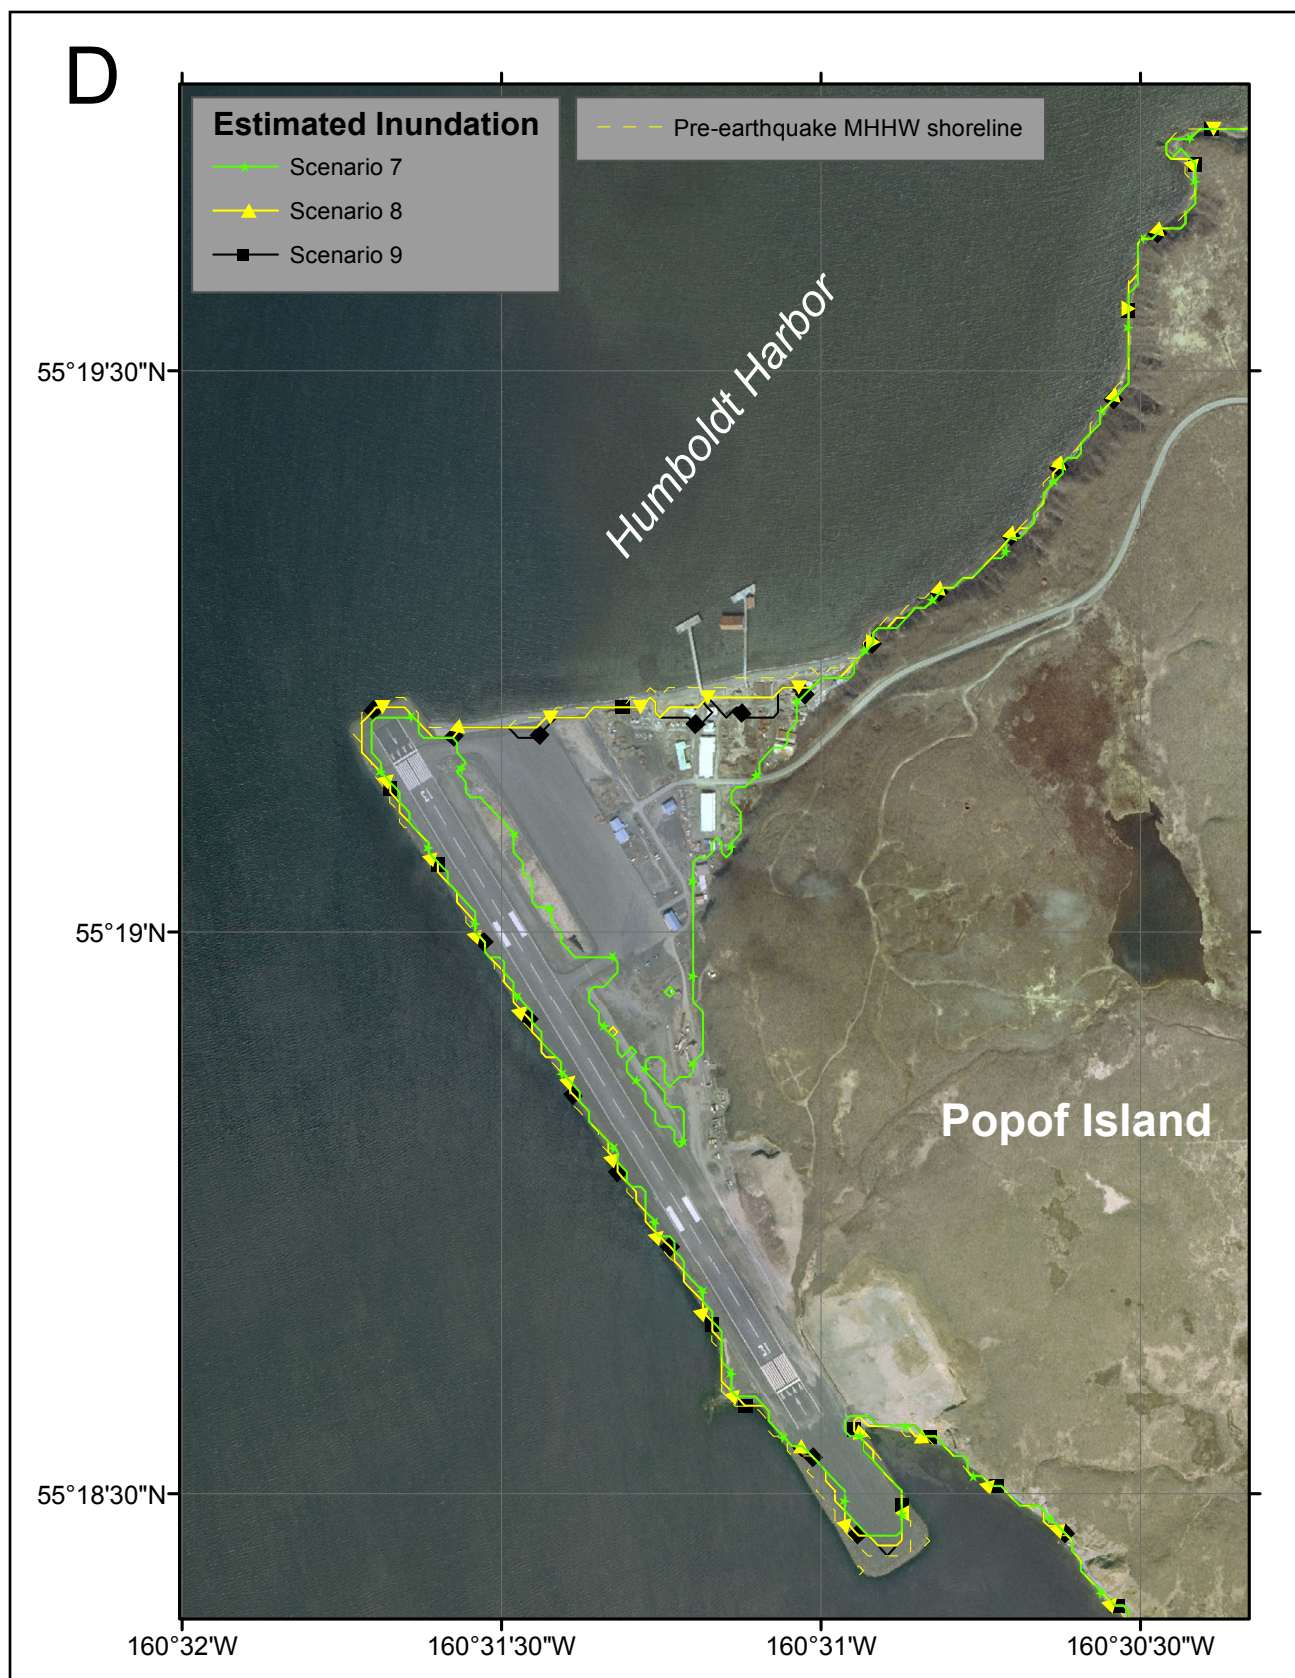 D
Estimated Inundation
Scenario 7
Scenario 8
Scenario 9
Pre-earthquake MHHW shoreline
Humboldt Harbor
Popof Island
55°19'30"N
55°19'N
55°18'30"N
160°32'W
160°31'30"W
160°31'W
160°30'30"W